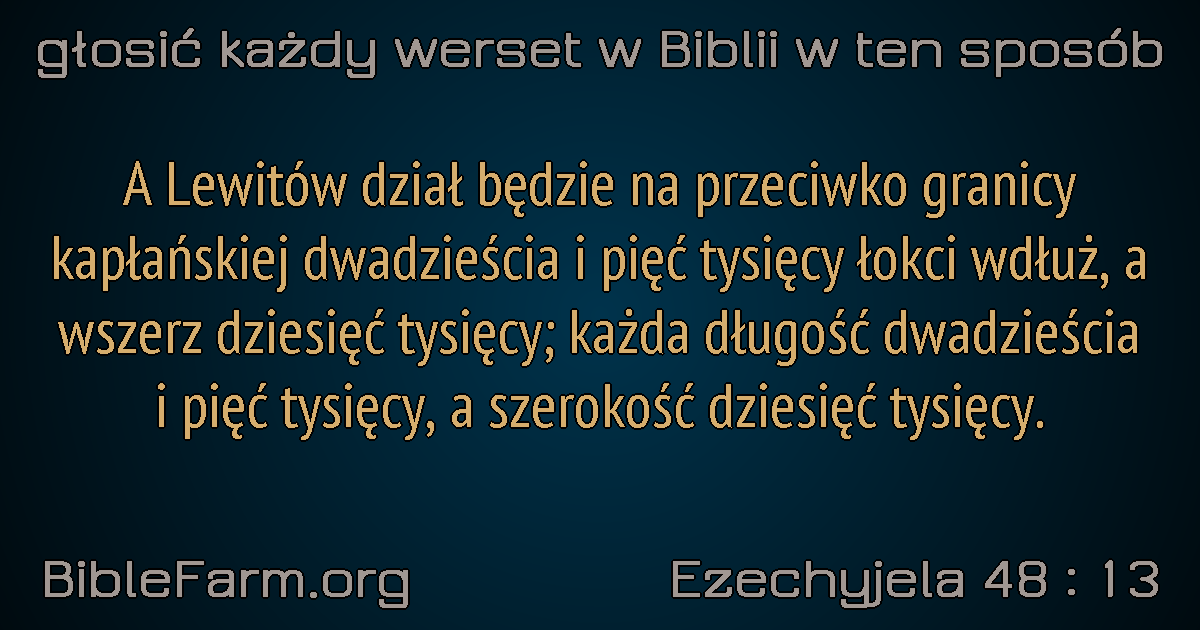 głosić każdy werset w Biblii w ten sposób
A Lewitów dział będzie na przeciwko granicy
kapłańskiej dwadzieścia i pięć tysięcy łokci wdłuż, a
wszerz dziesięć tysięcy; każda długość dwadzieścia
i pięć tysięcy, a szerokość dziesięć tysięcy.
BibleFarm.org
Ezechyjela 48 : 13